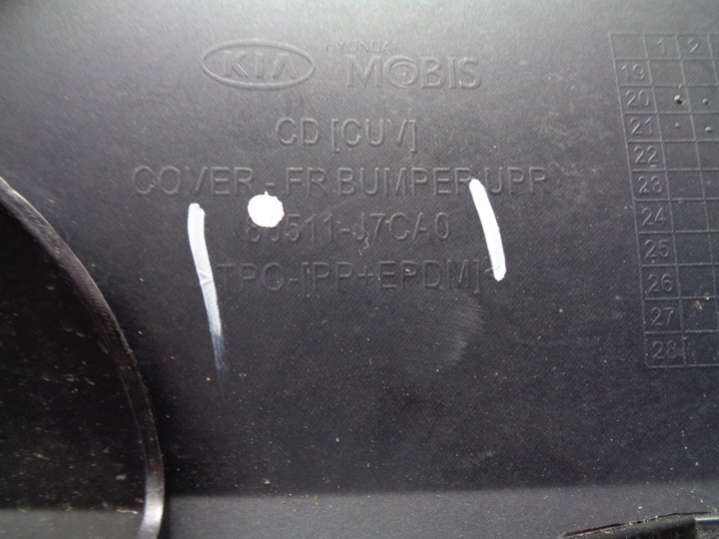 KIA HYUNDAI MOBIS
CD [CUV]
COVER - FR BUMPER UPR
86511-J7CA0
TPO-[PP+EPDM]
1 2
19
20
21
22
23
24
25
26
27
28